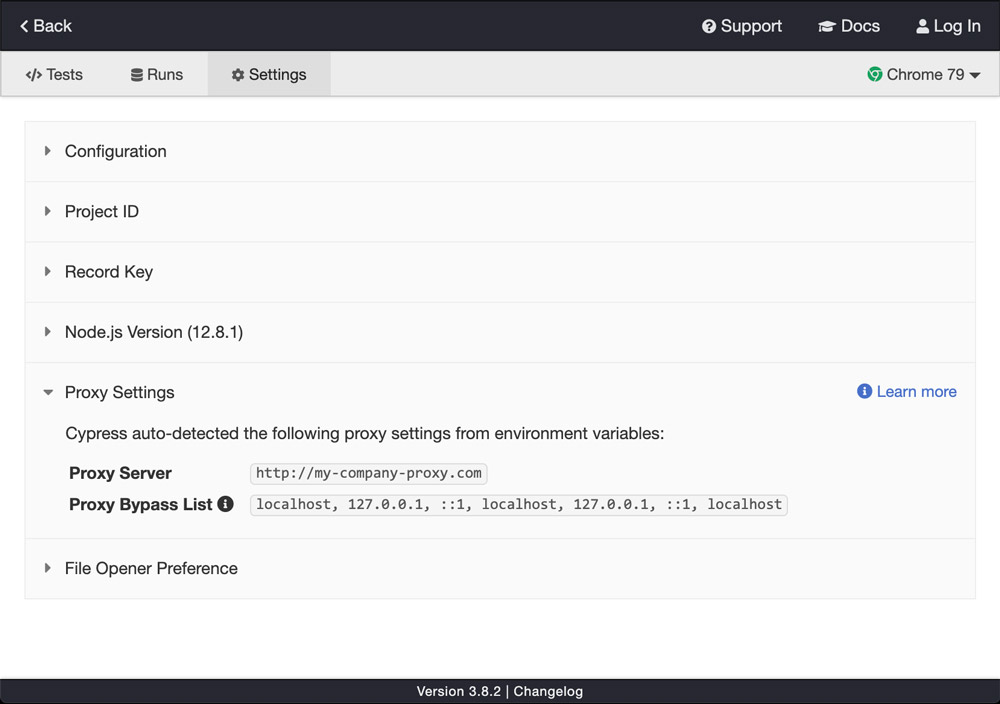 Back Support Docs Log In
Tests Runs Settings Chrome 79
Configuration
Project ID
Record Key
Node.js Version (12.8.1)
Proxy Settings Learn more
Cypress auto-detected the following proxy settings from environment variables:
Proxy Server http://my-company-proxy.com
Proxy Bypass List localhost, 127.0.0.1, ::1, localhost, 127.0.0.1, ::1, localhost
File Opener Preference
Version 3.8.2 | Changelog